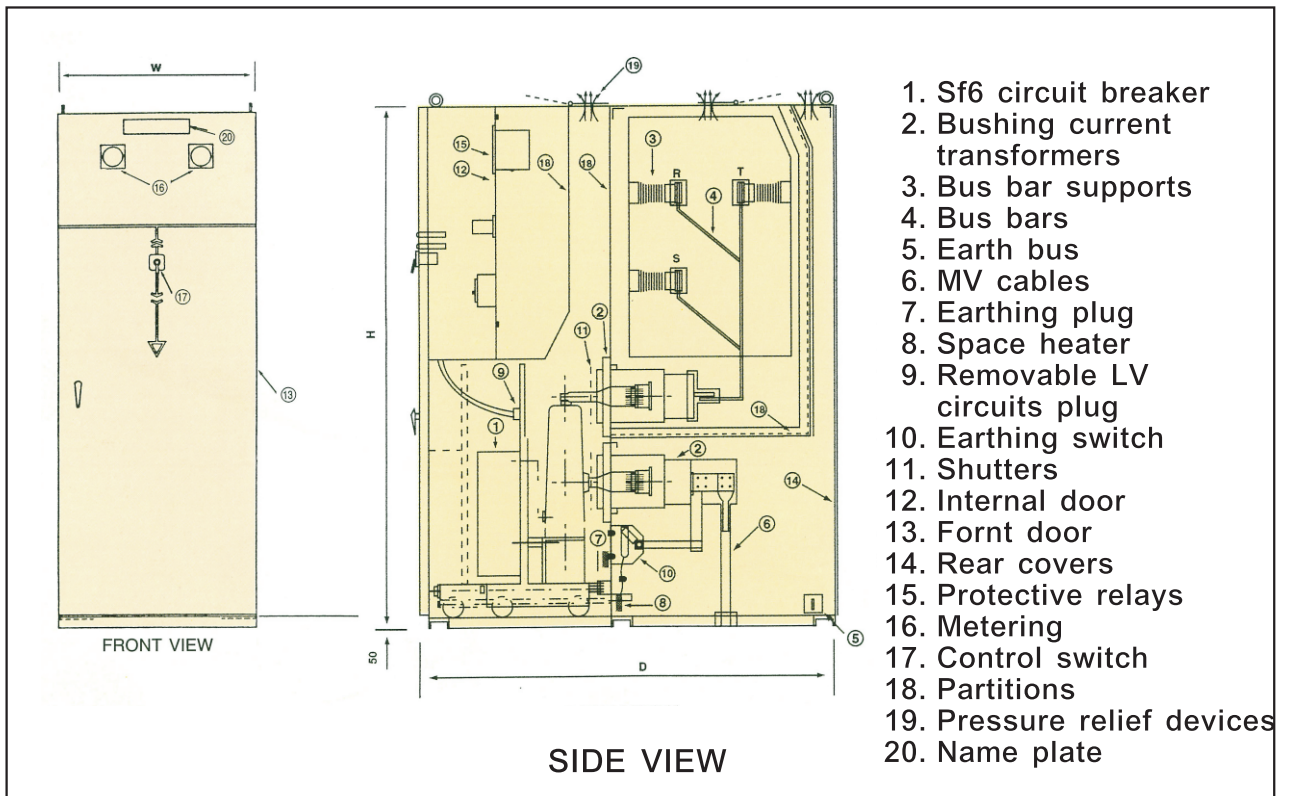 W
20
16
17
13
FRONT VIEW
19
H
50
15
12
18
18
3
R
T
4
S
2
11
9
1
18
2
14
7
6
10
8
5
D
SIDE VIEW
1. Sf6 circuit breaker
2. Bushing current
transformers
3. Bus bar supports
4. Bus bars
5. Earth bus
6. MV cables
7. Earthing plug
8. Space heater
9. Removable LV
circuits plug
10. Earthing switch
11. Shutters
12. Internal door
13. Fornt door
14. Rear covers
15. Protective relays
16. Metering
17. Control switch
18. Partitions
19. Pressure relief devices
20. Name plate